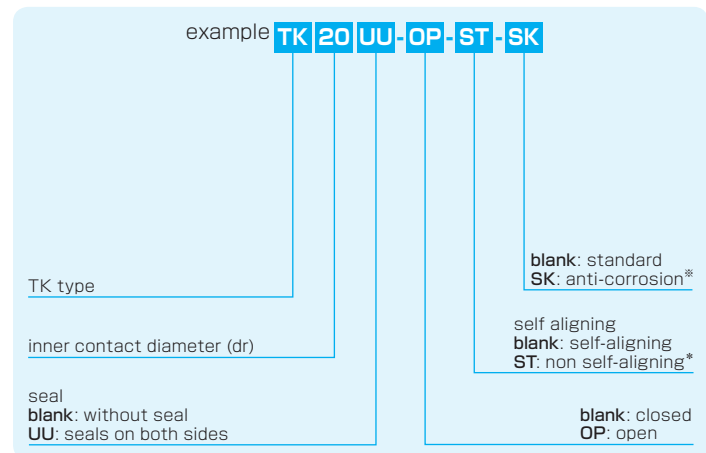 example TK 20 UU - OP - ST - SK
TK type
inner contact diameter (dr)
seal
blank: without seal
UU: seals on both sides
blank: standard
SK: anti-corrosion※
self aligning
blank: self-aligning
ST: non self-aligning*
blank: closed
OP: open